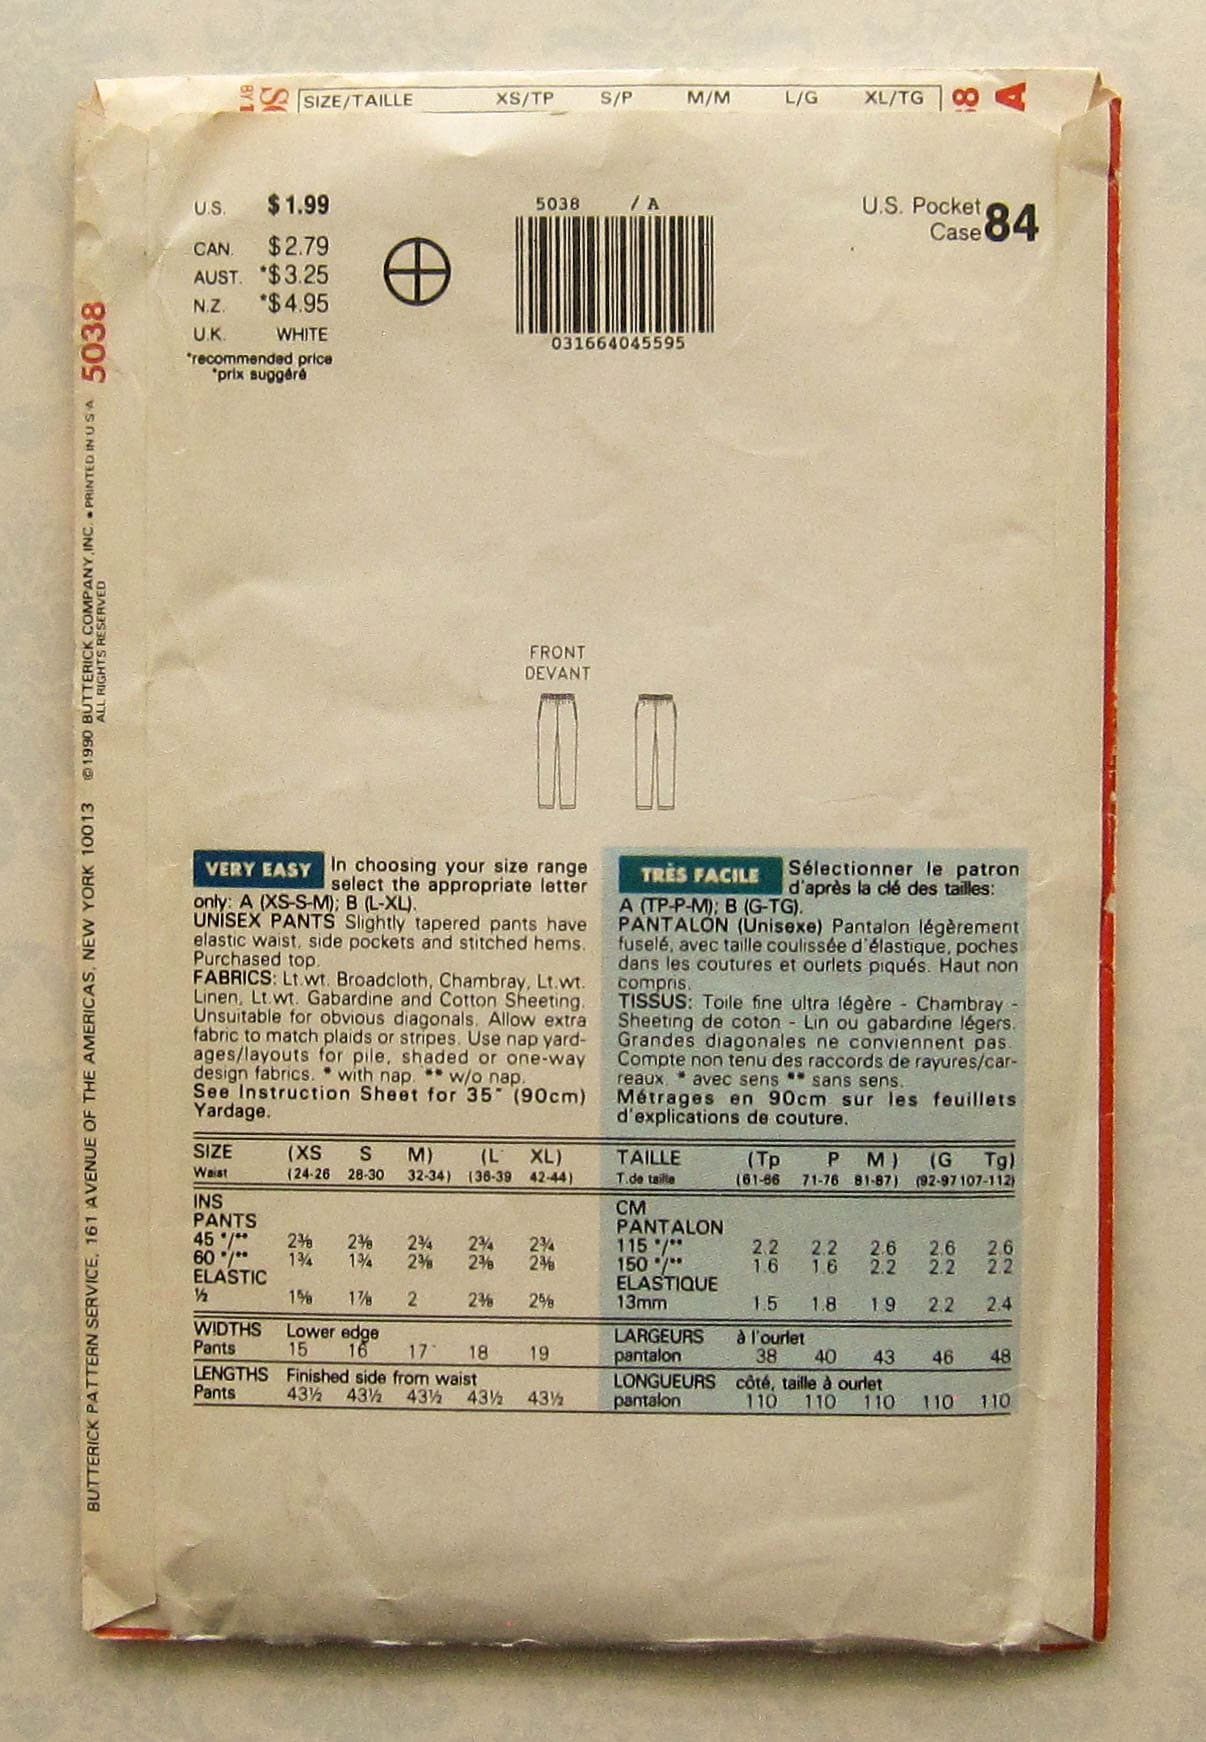 SIZE/TAILLE XS/TP S/P M/M L/G XL/TG
A
U.S. $1.99
CAN. $2.79
AUST. *$3.25
N.Z. *$4.95
U.K. WHITE
*recommended price
*prix suggéré
5038 / A
031664045595
U.S. Pocket
Case 84
5038
BUTTERICK PATTERN SERVICE, 161 AVENUE OF THE AMERICAS, NEW YORK 10013 ©1990 BUTTERICK COMPANY, INC. • PRINTED IN U S A
ALL RIGHTS RESERVED
FRONT
DEVANT
VERY EASY In choosing your size range
select the appropriate letter
only: A (XS-S-M); B (L-XL).
UNISEX PANTS Slightly tapered pants have
elastic waist, side pockets and stitched hems.
Purchased top.
FABRICS: Lt.wt. Broadcloth, Chambray, Lt.wt.
Linen, Lt.wt. Gabardine and Cotton Sheeting.
Unsuitable for obvious diagonals. Allow extra
fabric to match plaids or stripes. Use nap yard-
ages/layouts for pile, shaded or one-way
design fabrics. * with nap. ** w/o nap.
See Instruction Sheet for 35" (90cm)
Yardage.
SIZE (XS S M) (L XL)
Waist (24-26 28-30 32-34) (36-39 42-44)
INS
PANTS
45 */** 2⅜ 2⅜ 2¾ 2¾ 2¾
60 */** 1¾ 1¾ 2⅜ 2⅜ 2⅜
ELASTIC
½ 1⅝ 1⅞ 2 2⅜ 2⅝
WIDTHS Lower edge
Pants 15 16 17 18 19
LENGTHS Finished side from waist
Pants 43½ 43½ 43½ 43½ 43½
TRÈS FACILE Sélectionner le patron
d'après la clé des tailles:
A (TP-P-M); B (G-TG).
PANTALON (Unisexe) Pantalon légèrement
fuselé, avec taille coulissée d'élastique, poches
dans les coutures et ourlets piqués. Haut non
compris.
TISSUS: Toile fine ultra légère - Chambray -
Sheeting de coton - Lin ou gabardine légers.
Grandes diagonales ne conviennent pas.
Compte non tenu des raccords de rayures/car-
reaux. * avec sens ** sans sens.
Métrages en 90cm sur les feuillets
d'explications de couture.
TAILLE (Tp P M) (G Tg)
T.de taille (61-66 71-76 81-87) (92-97 107-112)
CM
PANTALON
115 */** 2.2 2.2 2.6 2.6 2.6
150 */** 1.6 1.6 2.2 2.2 2.2
ELASTIQUE
13mm 1.5 1.8 1.9 2.2 2.4
LARGEURS à l'ourlet
pantalon 38 40 43 46 48
LONGUEURS côté, taille à ourlet
pantalon 110 110 110 110 110